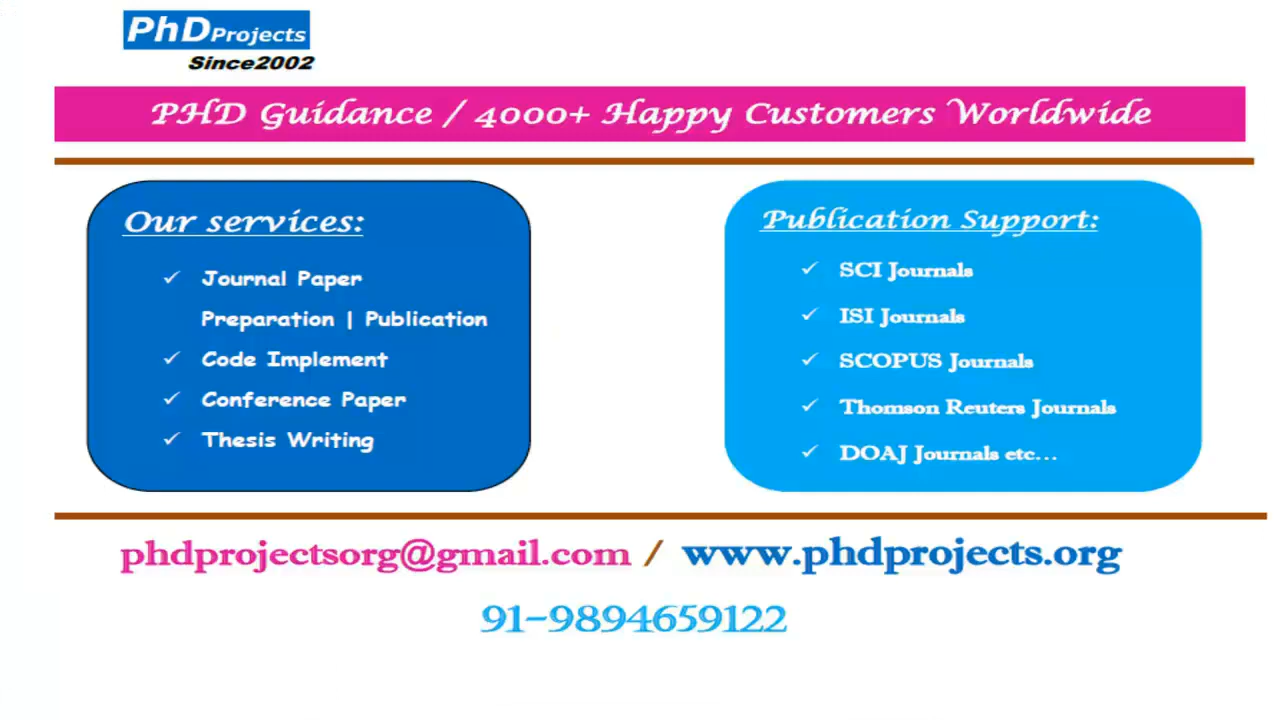 PhDProjects
Since2002
PHD Guidance / 4000+ Happy Customers Worldwide
Our services:
✓ Journal Paper
Preparation | Publication
✓ Code Implement
✓ Conference Paper
✓ Thesis Writing
Publication Support:
✓ SCI Journals
✓ ISI Journals
✓ SCOPUS Journals
✓ Thomson Reuters Journals
✓ DOAJ Journals etc...
phdprojectsorg@gmail.com / www.phdprojects.org
91-9894659122